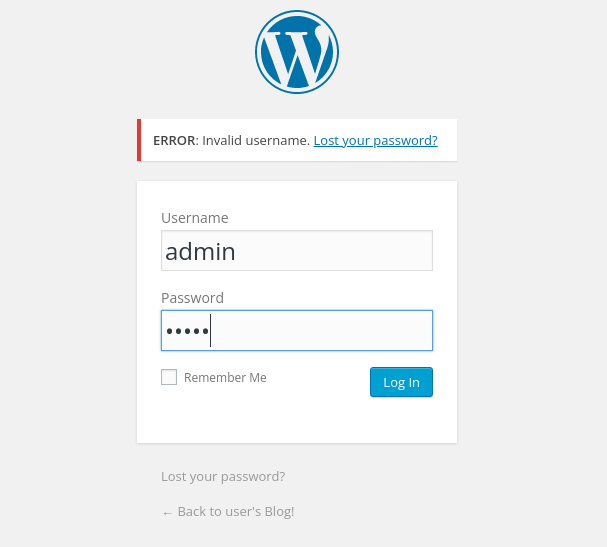 ERROR: Invalid username. Lost your password?
Username
admin
Password
•••••
Remember Me
Log In
Lost your password?
← Back to user's Blog!